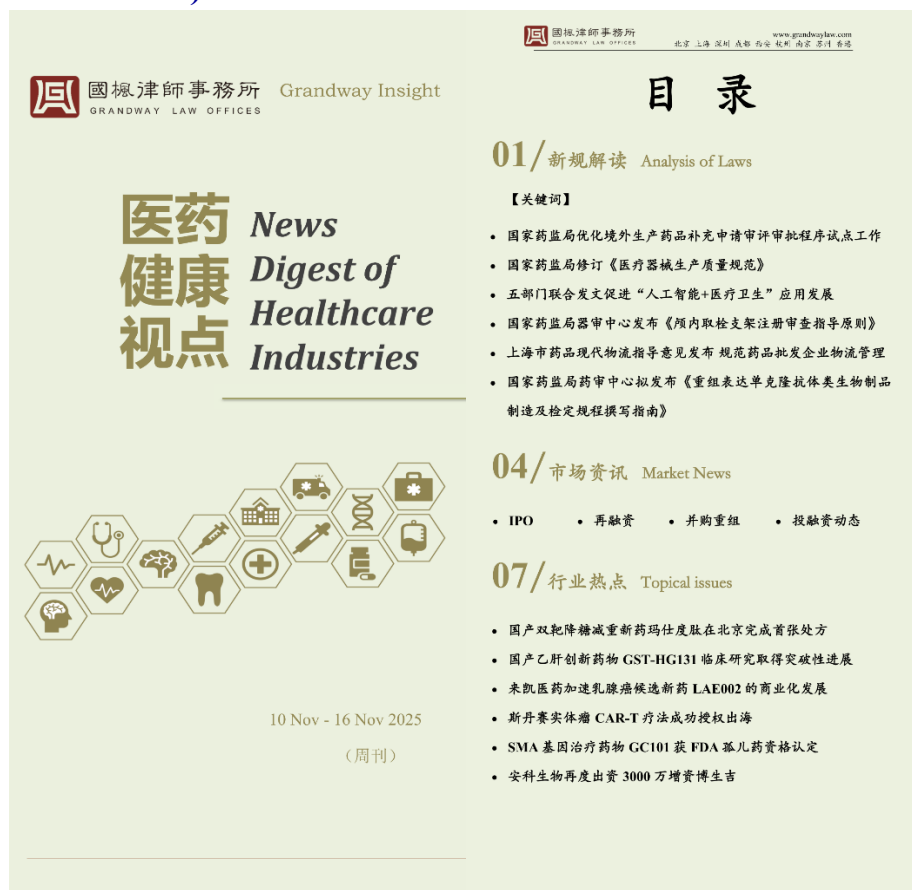 國楓律師事務所
GRANDWAY LAW OFFICES
Grandway Insight
医药
健康
视点
News
Digest of
Healthcare
Industries
10 Nov - 16 Nov 2025
（周刊）
國楓律師事務所
GRANDWAY LAW OFFICES
www.grandwaylaw.com
北京 上海 深圳 成都 西安 杭州 南京 苏州 香港
目 录
01/新规解读 Analysis of Laws
【关键词】
• 国家药监局优化境外生产药品补充申请审评审批程序试点工作
• 国家药监局修订《医疗器械生产质量规范》
• 五部门联合发文促进“人工智能+医疗卫生”应用发展
• 国家药监局器审中心发布《颅内取栓支架注册审查指导原则》
• 上海市药品现代物流指导意见发布 规范药品批发企业物流管理
• 国家药监局药审中心拟发布《重组表达单克隆抗体类生物制品
制造及检定规程撰写指南》
04/市场资讯 Market News
• IPO • 再融资 • 并购重组 • 投融资动态
07/行业热点 Topical issues
• 国产双靶降糖减重新药玛仕度肽在北京完成首张处方
• 国产乙肝创新药物 GST-HG131 临床研究取得突破性进展
• 来凯医药加速乳腺癌候选新药 LAE002 的商业化发展
• 斯丹赛实体瘤 CAR-T 疗法成功授权出海
• SMA 基因治疗药物 GC101 获 FDA 孤儿药资格认定
• 安科生物再度出资 3000 万增资博生吉